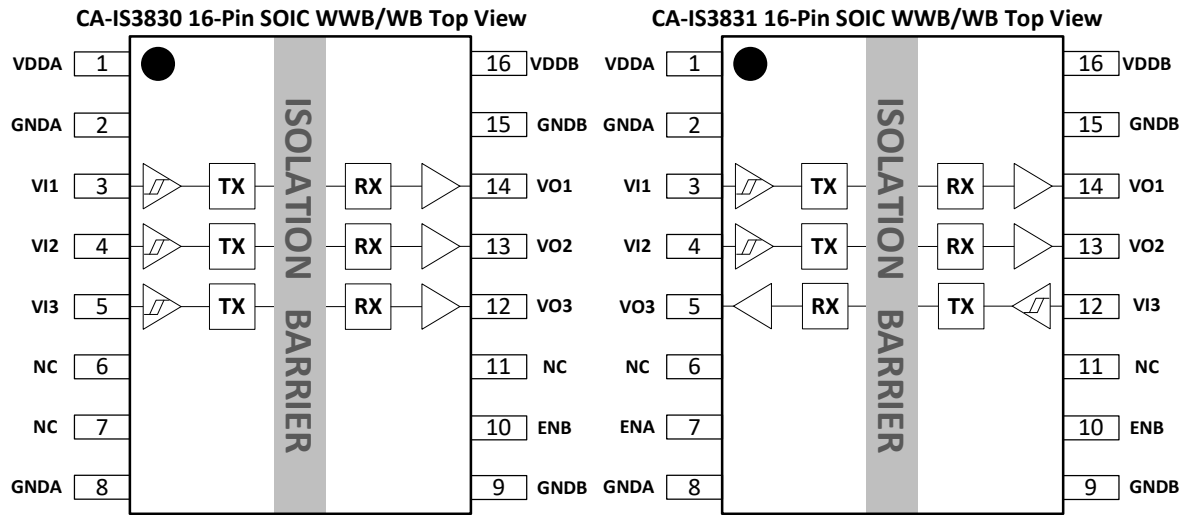 CA-IS3830 16-Pin SOIC WWB/WB Top View
VDDA 1 16 VDDB
GNDA 2 15 GNDB
VI1 3 TX RX 14 VO1
VI2 4 TX RX 13 VO2
VI3 5 TX RX 12 VO3
NC 6 11 NC
NC 7 10 ENB
GNDA 8 9 GNDB
ISOLATION BARRIER
CA-IS3831 16-Pin SOIC WWB/WB Top View
VDDA 1 16 VDDB
GNDA 2 15 GNDB
VI1 3 TX RX 14 VO1
VI2 4 TX RX 13 VO2
VO3 5 RX TX 12 VI3
NC 6 11 NC
ENA 7 10 ENB
GNDA 8 9 GNDB
ISOLATION BARRIER